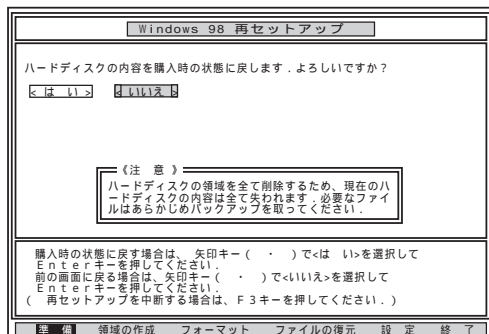 Windows 98 再セットアップ
ハードディスクの内容を購入時の状態に戻します．よろしいですか？
<は い> <いいえ>
《注 意 》
ハードディスクの領域を全て削除するため、現在のハ
ードディスクの内容は全て失われます．必要なファイ
ルはあらかじめバックアップを取ってください．
購入時の状態に戻す場合は、矢印キー( ・ )で<は い>を選択して
Ｅｎｔｅｒキーを押してください．
前の画面に戻る場合は、矢印キー( ・ )で<いいえ>を選択して
Ｅｎｔｅｒキーを押してください．
( 再セットアップを中断する場合は、Ｆ３キーを押してください．)
準 備 領域の作成 フォーマット ファイルの復元 設 定 終 了